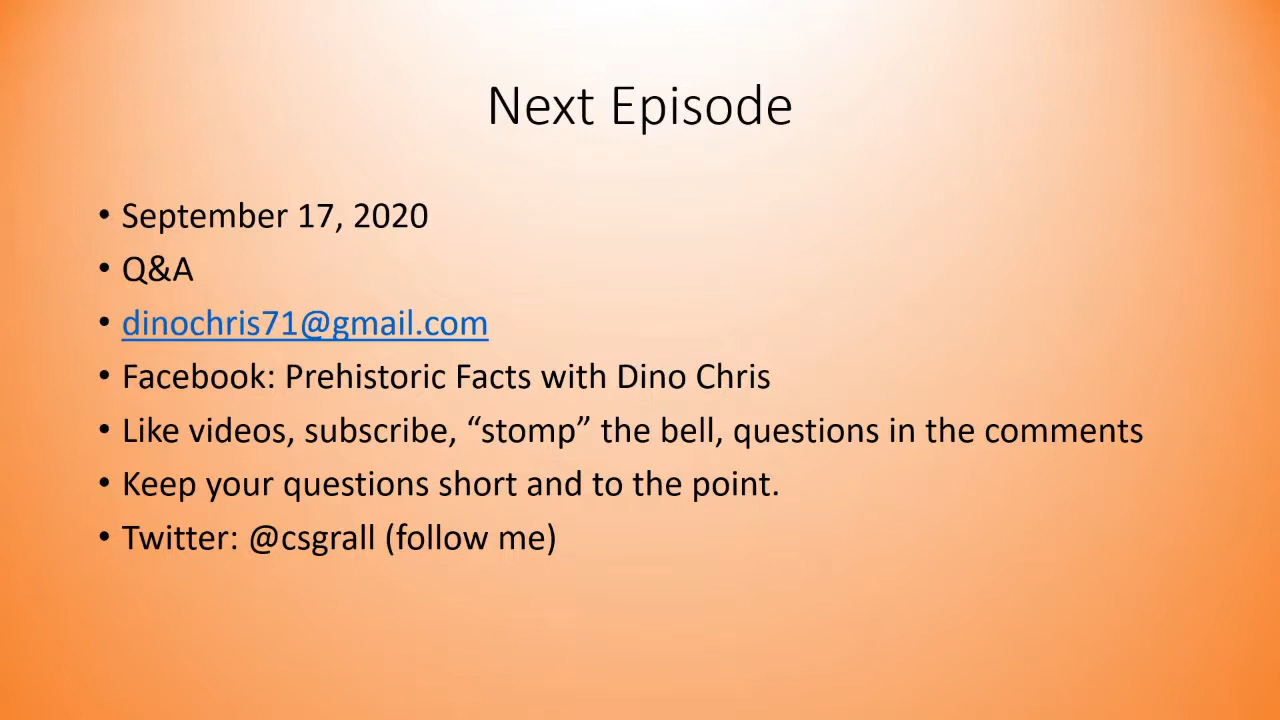 Next Episode
• September 17, 2020
• Q&A
• dinochris71@gmail.com
• Facebook: Prehistoric Facts with Dino Chris
• Like videos, subscribe, “stomp” the bell, questions in the comments
• Keep your questions short and to the point.
• Twitter: @csgrall (follow me)